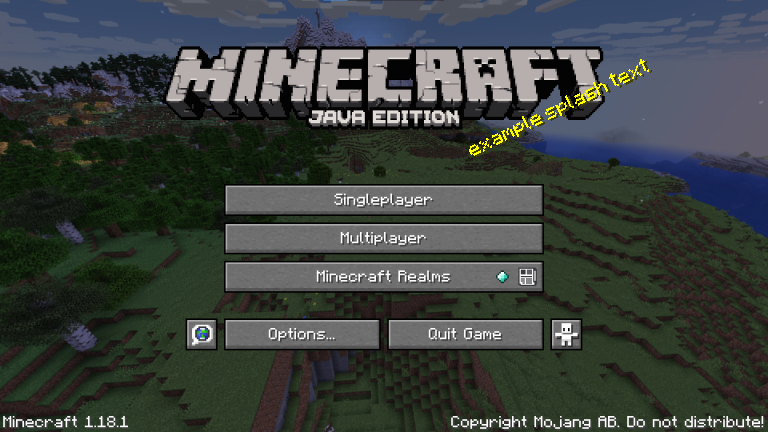 MINECRAFT
JAVA EDITION
example splash text
Singleplayer
Multiplayer
Minecraft Realms
Options...
Quit Game
Minecraft 1.18.1
Copyright Mojang AB. Do not distribute!